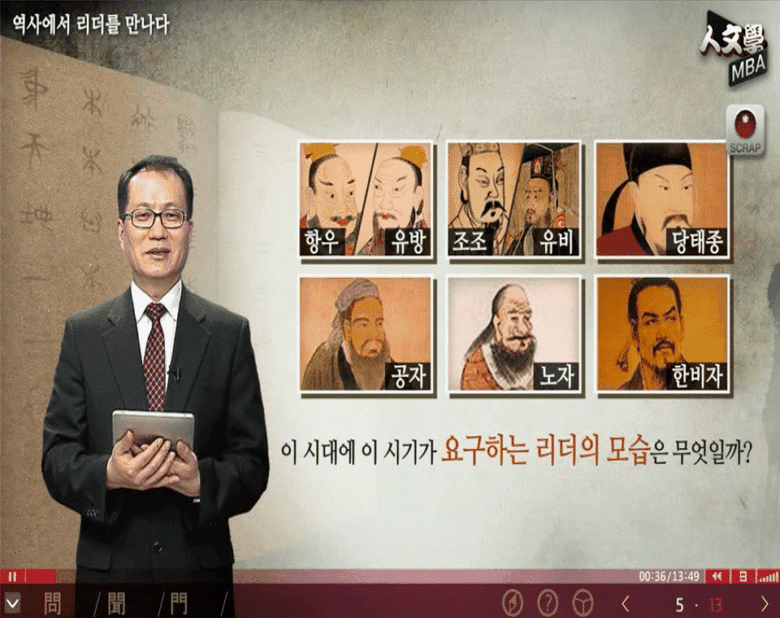 역사에서 리더를 만나다
人文學
MBA
SCRAP
항우 유방 조조 유비 당태종
공자 노자 한비자
이 시대에 이 시기가 요구하는 리더의 모습은 무엇일까?
00:36/13:49
問 / 聞 / 門 /
5 · 13